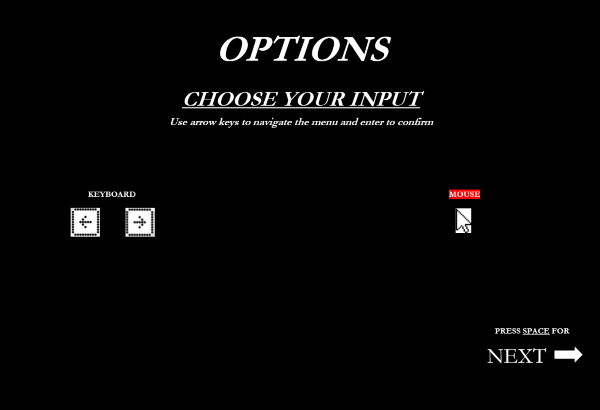 OPTIONS
CHOOSE YOUR INPUT
Use arrow keys to navigate the menu and enter to confirm
KEYBOARD
MOUSE
PRESS SPACE FOR
NEXT